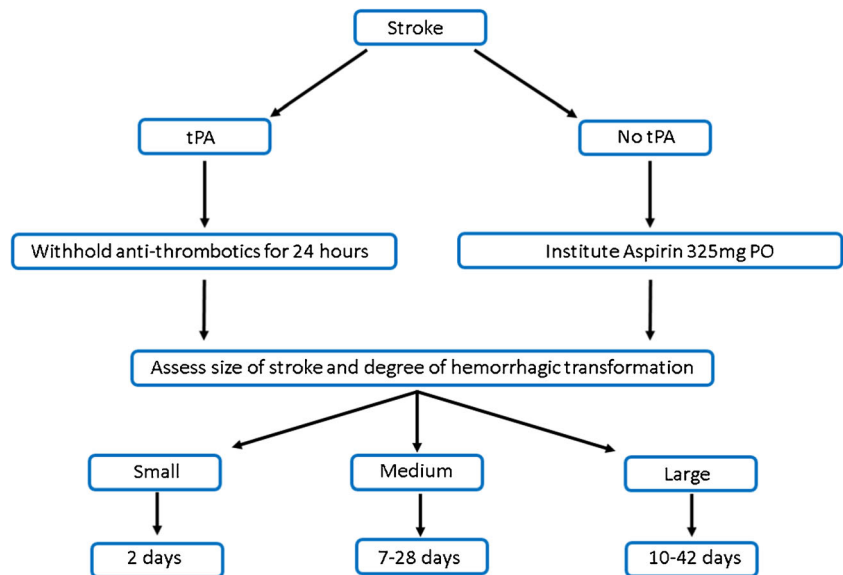 Stroke
tPA
No tPA
Withhold anti-thrombotics for 24 hours
Institute Aspirin 325mg PO
Assess size of stroke and degree of hemorrhagic transformation
Small
Medium
Large
2 days
7-28 days
10-42 days